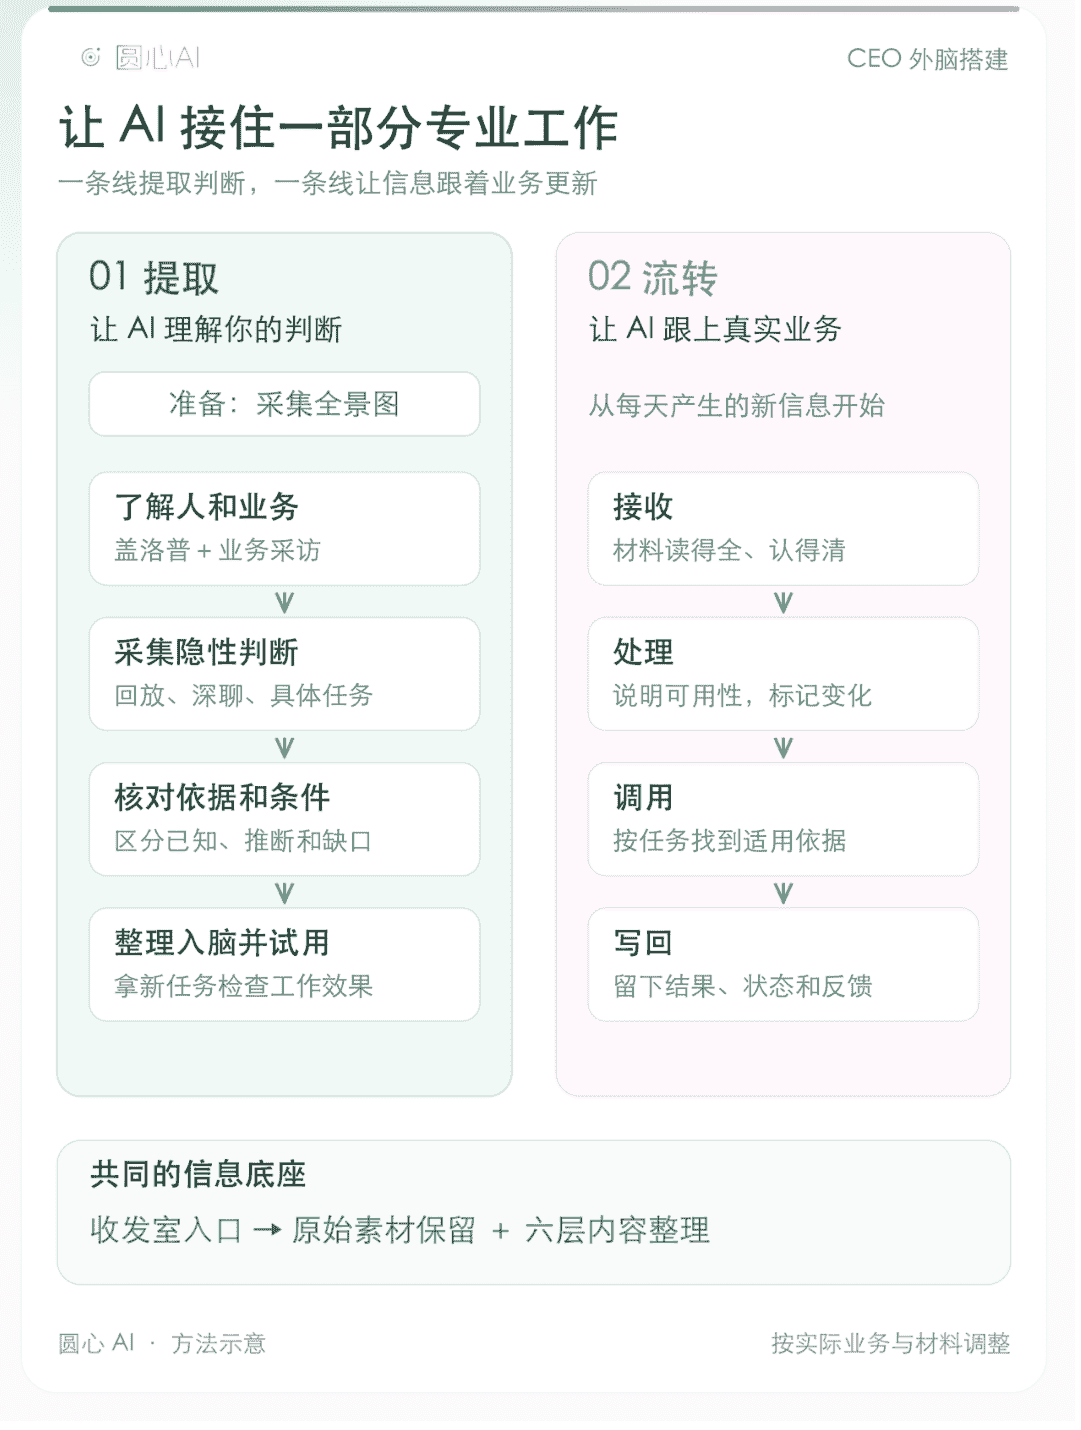 圆心AI
CEO 外脑搭建
让 AI 接住一部分专业工作
一条线提取判断，一条线让信息跟着业务更新
01 提取
让 AI 理解你的判断
准备：采集全景图
了解人和业务
盖洛普 + 业务采访
采集隐性判断
回放、深聊、具体任务
核对依据和条件
区分已知、推断和缺口
整理入脑并试用
拿新任务检查工作效果
02 流转
让 AI 跟上真实业务
从每天产生的新信息开始
接收
材料读得全、认得清
处理
说明可用性，标记变化
调用
按任务找到适用依据
写回
留下结果、状态和反馈
共同的信息底座
收发室入口 → 原始素材保留 + 六层内容整理
圆心 AI · 方法示意
按实际业务与材料调整